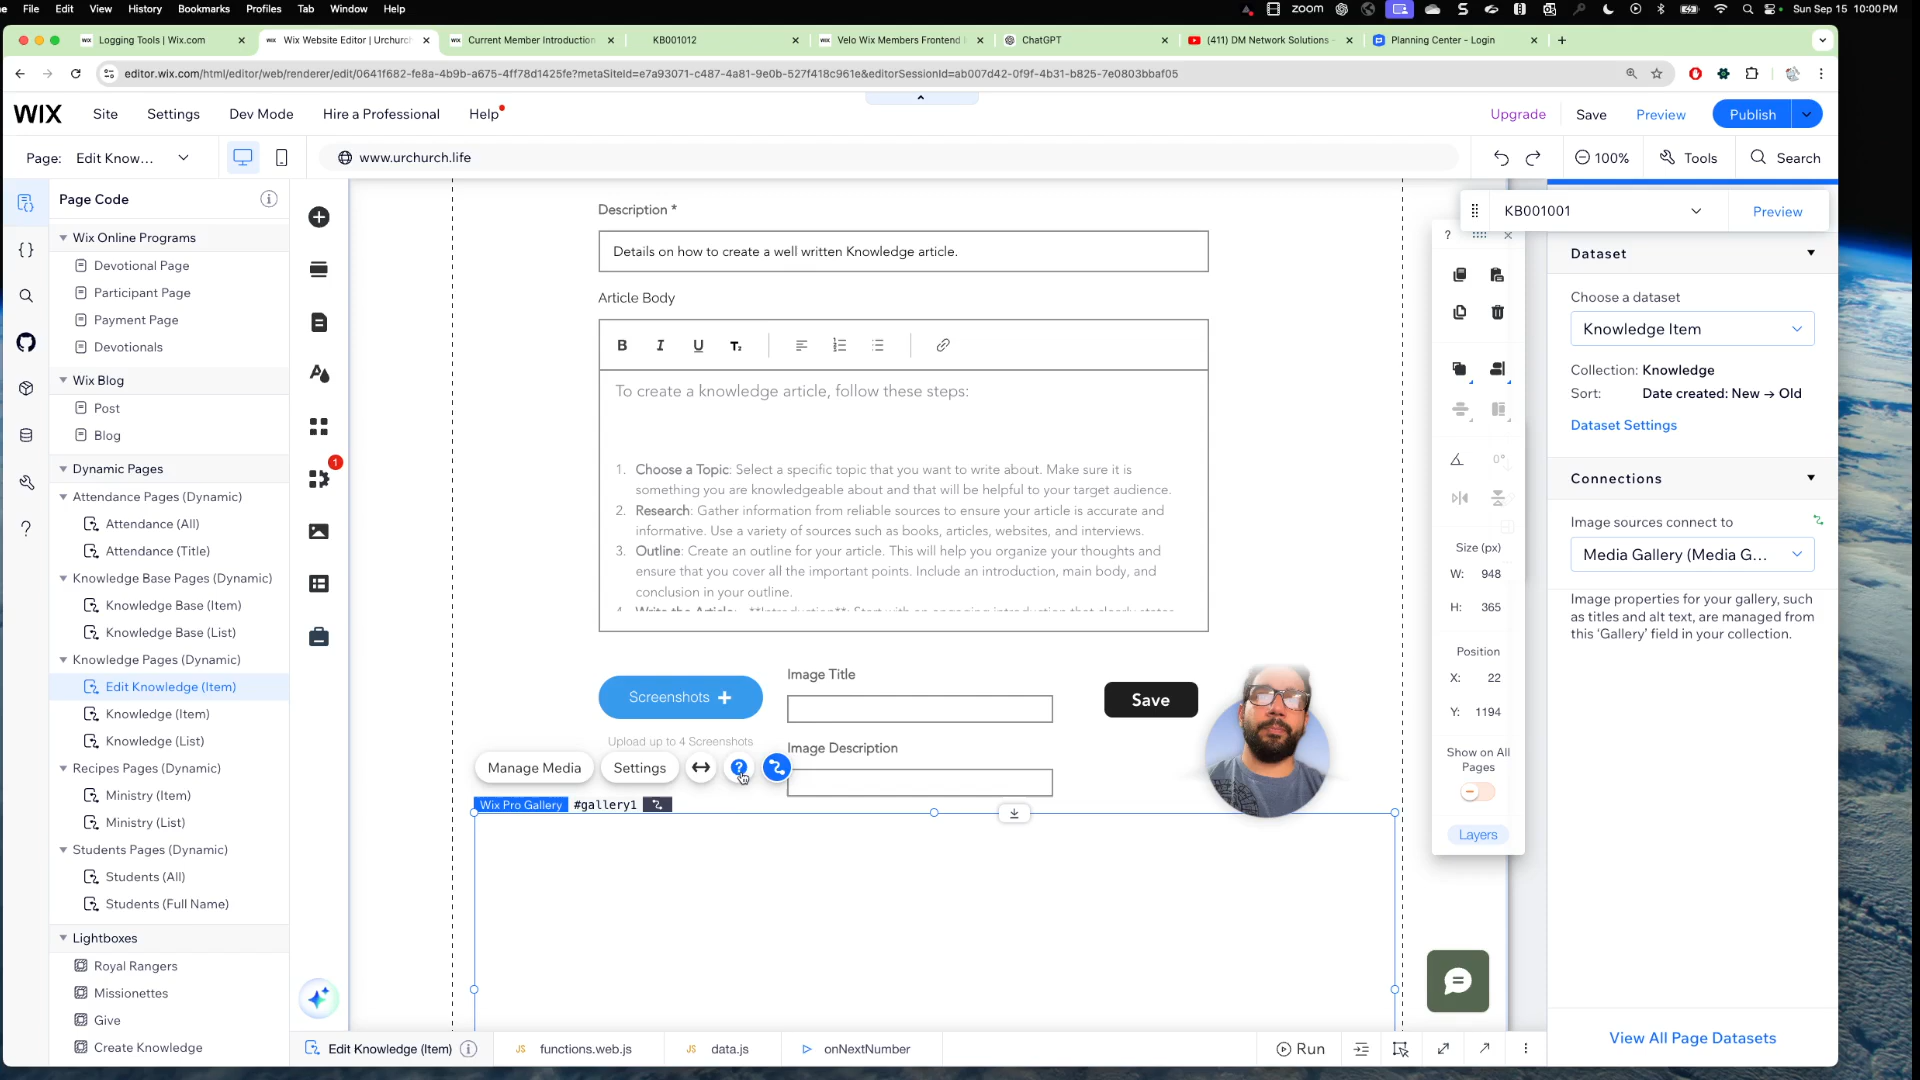 File Edit View History Bookmarks Profiles Tab Window Help
zoom
Sun Sep 15 10:00 PM
Logging Tools | Wix.com
Wix Website Editor | Urchurch
Current Member Introduction
KB001012
Velo Wix Members Frontend
ChatGPT
(411) DM Network Solutions -
Planning Center - Login
editor.wix.com/html/editor/web/renderer/edit/0641f682-fe8a-4b9b-a675-4ff78d1425fe?metaSiteId=e7a93071-c487-4a81-9e0b-527f418c961e&editorSessionId=ab007d42-0f9f-4b31-b825-7e0803bbaf05
WIX Site Settings Dev Mode Hire a Professional Help
Upgrade Save Preview Publish
Page: Edit Know...
www.urchurch.life
100% Tools Search
Page Code
Wix Online Programs
Devotional Page
Participant Page
Payment Page
Devotionals
Wix Blog
Post
Blog
Dynamic Pages
Attendance Pages (Dynamic)
Attendance (All)
Attendance (Title)
Knowledge Base Pages (Dynamic)
Knowledge Base (Item)
Knowledge Base (List)
Knowledge Pages (Dynamic)
Edit Knowledge (Item)
Knowledge (Item)
Knowledge (List)
Recipes Pages (Dynamic)
Ministry (Item)
Ministry (List)
Students Pages (Dynamic)
Students (All)
Students (Full Name)
Lightboxes
Royal Rangers
Missionettes
Give
Create Knowledge
1
Description *
Details on how to create a well written Knowledge article.
Article Body
To create a knowledge article, follow these steps:
1. Choose a Topic: Select a specific topic that you want to write about. Make sure it is
something you are knowledgeable about and that will be helpful to your target audience.
2. Research: Gather information from reliable sources to ensure your article is accurate and
informative. Use a variety of sources such as books, articles, websites, and interviews.
3. Outline: Create an outline for your article. This will help you organize your thoughts and
ensure that you cover all the important points. Include an introduction, main body, and
conclusion in your outline.
4. Write the Article: **Introduction**: Start with an engaging introduction that clearly states
Screenshots +
Upload up to 4 Screenshots
Image Title
Save
Image Description
Manage Media
Settings
?
Wix Pro Gallery #gallery1
KB001001
Preview
?
0°
Size (px)
W: 948
H: 365
Position
X: 22
Y: 1194
Show on All
Pages
Layers
Dataset
Choose a dataset
Knowledge Item
Collection: Knowledge
Sort: Date created: New → Old
Dataset Settings
Connections
Image sources connect to
Media Gallery (Media G...
Image properties for your gallery, such
as titles and alt text, are managed from
this 'Gallery' field in your collection.
View All Page Datasets
Edit Knowledge (Item)
JS functions.web.js
JS data.js
onNextNumber
Run